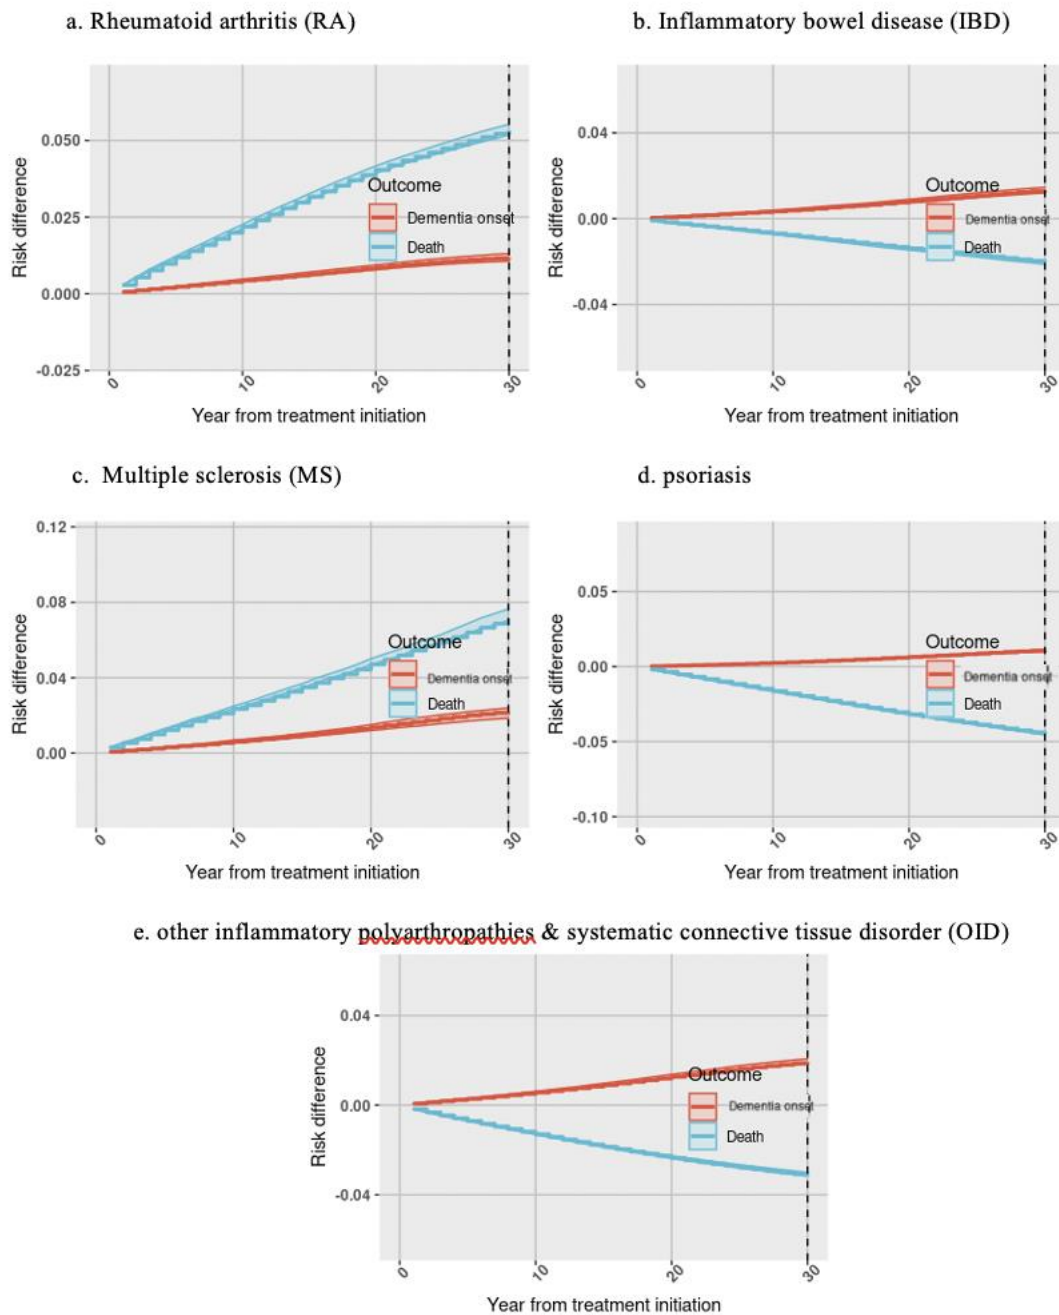 a. Rheumatoid arthritis (RA)
0.050
0.025
0.000
-0.025
Risk difference
Outcome
Dementia onset
Death
0
10
20
30
Year from treatment initiation
b. Inflammatory bowel disease (IBD)
0.04
0.00
-0.04
Risk difference
Outcome
Dementia onset
Death
0
10
20
30
Year from treatment initiation
c. Multiple sclerosis (MS)
0.12
0.08
0.04
0.00
Risk difference
Outcome
Dementia onset
Death
0
10
20
30
Year from treatment initiation
d. psoriasis
0.05
0.00
-0.05
-0.10
Risk difference
Outcome
Dementia onset
Death
0
10
20
30
Year from treatment initiation
e. other inflammatory polyarthropathies & systematic connective tissue disorder (OID)
0.04
0.00
-0.04
Risk difference
Outcome
Dementia onset
Death
0
10
20
30
Year from treatment initiation